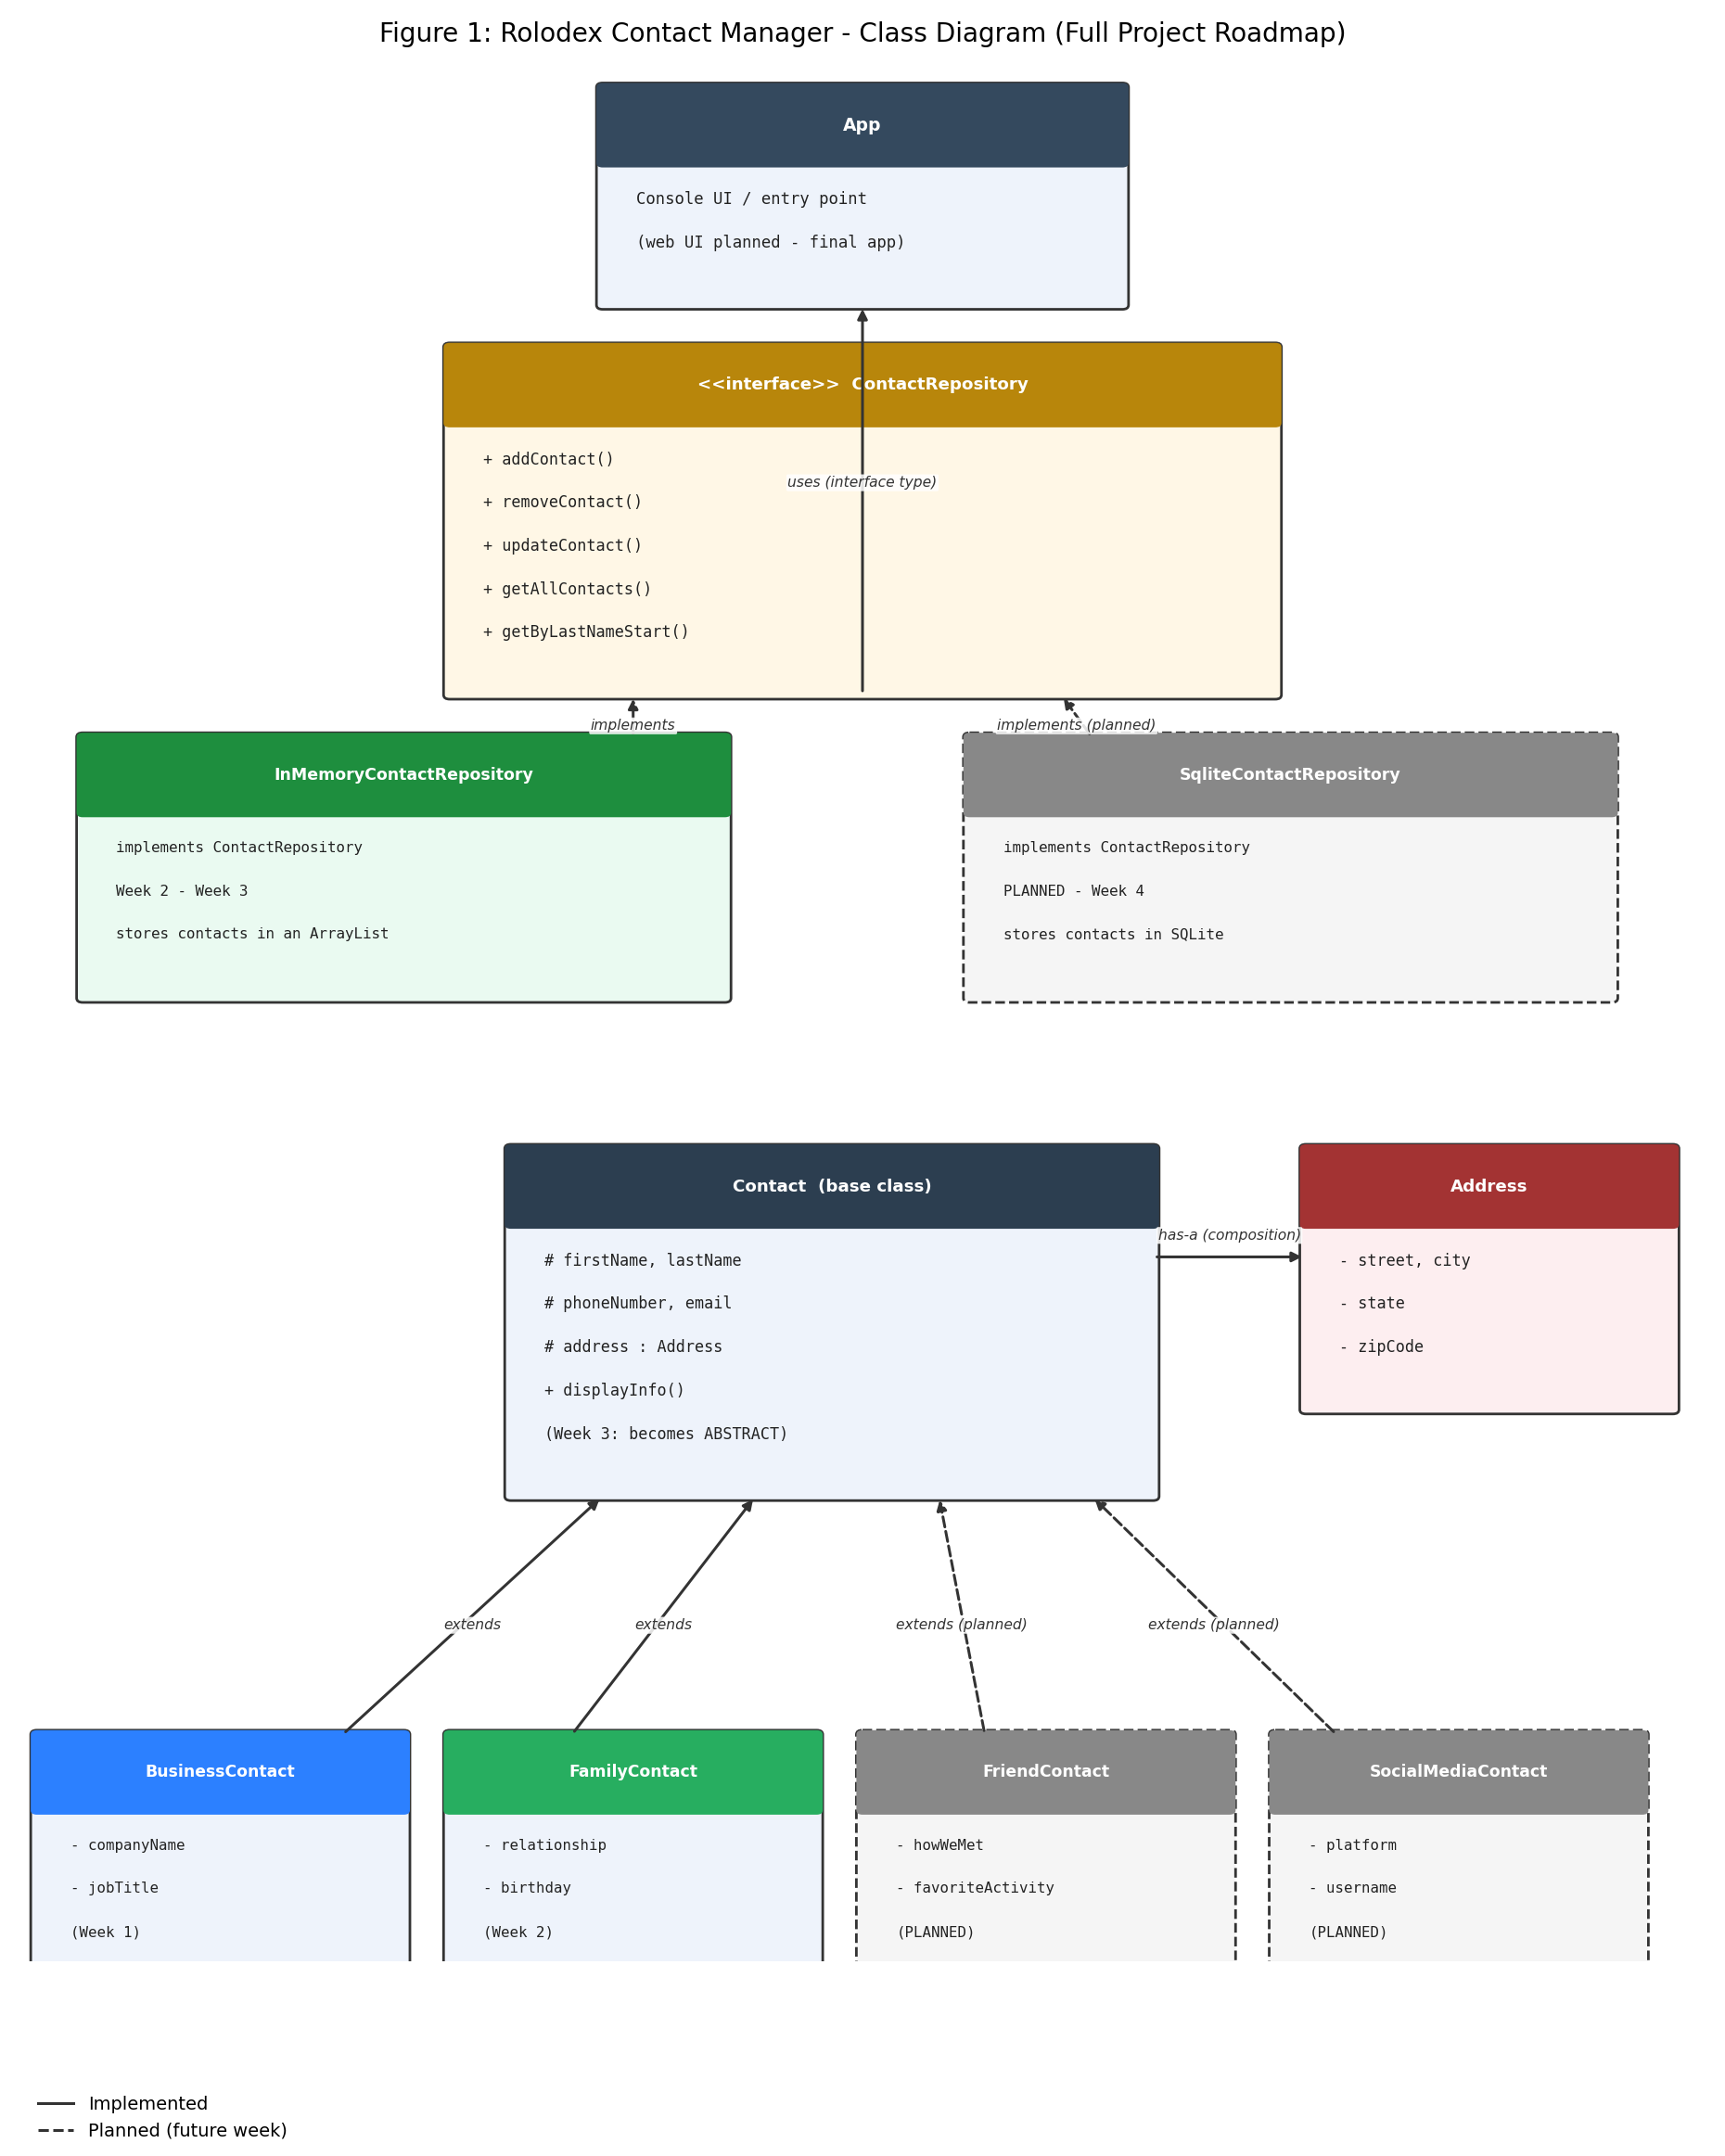 Figure 1: Rolodex Contact Manager - Class Diagram (Full Project Roadmap)
App
Console UI / entry point
(web UI planned - final app)
<<interface>>  ContactRepository
+ addContact()
uses (interface type)
+ removeContact()
+ updateContact()
+ getAllContacts()
+ getByLastNameStart()
implements
implements (planned)
InMemoryContactRepository
implements ContactRepository
Week 2 - Week 3
stores contacts in an ArrayList
SqliteContactRepository
implements ContactRepository
PLANNED - Week 4
stores contacts in SQLite
Contact  (base class)
# firstName, lastName
# phoneNumber, email
# address : Address
+ displayInfo()
(Week 3: becomes ABSTRACT)
has-a (composition)
Address
- street, city
- state
- zipCode
extends
extends
extends (planned)
extends (planned)
BusinessContact
- companyName
- jobTitle
(Week 1)
FamilyContact
- relationship
- birthday
(Week 2)
FriendContact
- howWeMet
- favoriteActivity
(PLANNED)
SocialMediaContact
- platform
- username
(PLANNED)
Implemented
Planned (future week)